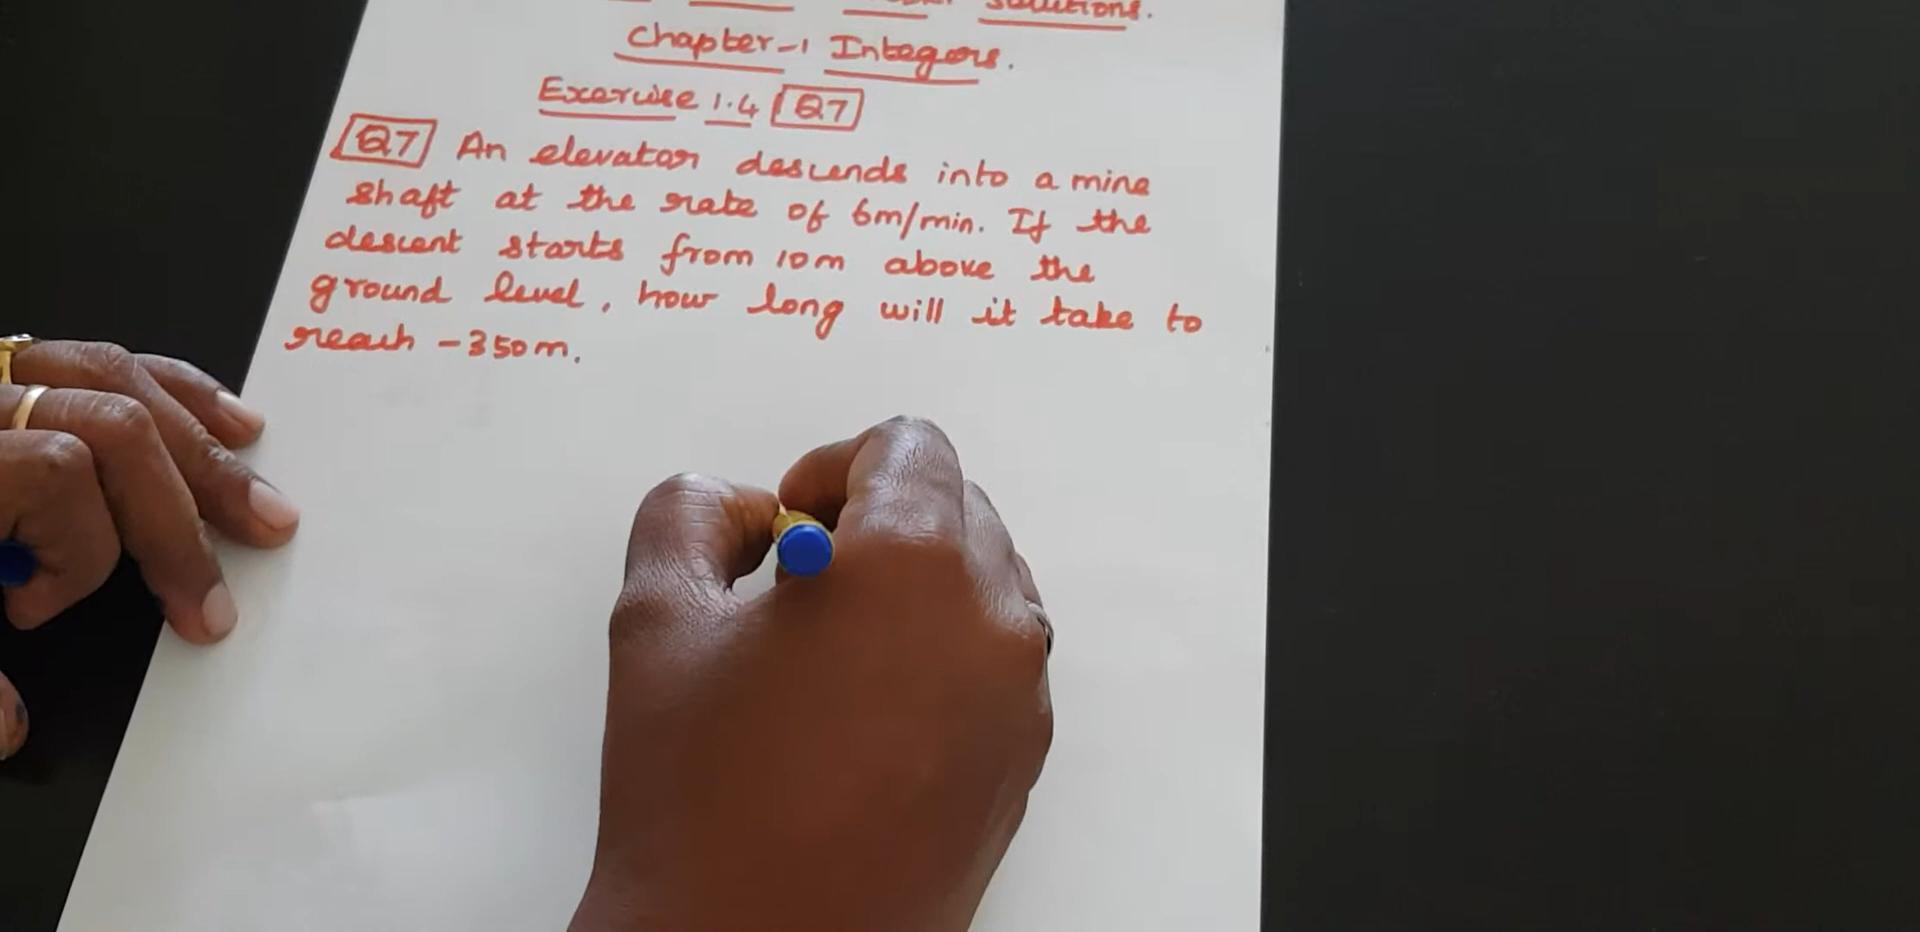 solutions.
Chapter-1 Integers.
Exercise 1.4 Q7
Q7 An elevator descends into a mine
shaft at the rate of 6m/min. If the
descent starts from 10m above the
ground level, how long will it take to
reach -350m.